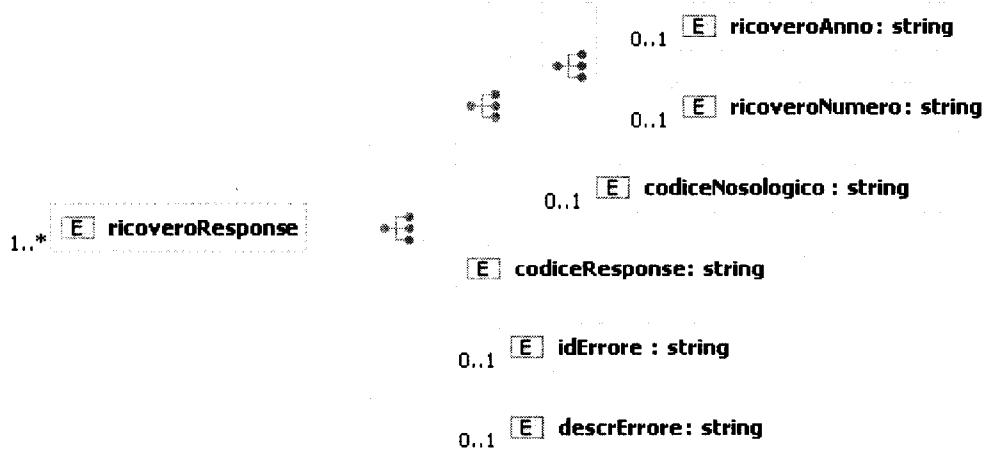 0..1 E ricoveroAnno: string
0..1 E ricoveroNumero: string
0..1 E codiceNosologico : string
1..* E ricoveroResponse
E codiceResponse: string
0..1 E idErrore : string
0..1 E descrErrore: string